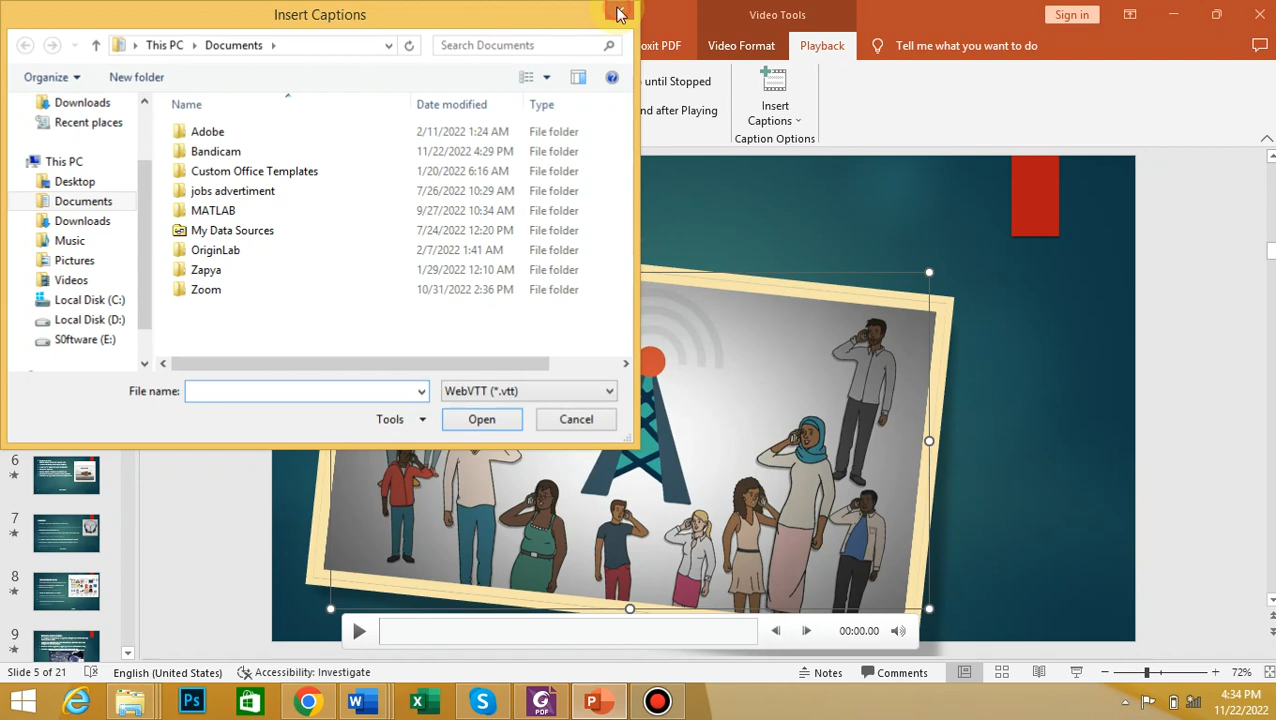 Insert Captions
Video Tools
Sign in
This PC
Documents
Search Documents
oxit PDF
Video Format
Playback
Tell me what you want to do
Organize
New folder
until Stopped
nd after Playing
Insert
Captions
Caption Options
Downloads
Recent places
This PC
Desktop
Documents
Downloads
Music
Pictures
Videos
Local Disk (C:)
Local Disk (D:)
S0ftware (E:)
Name
Date modified
Type
Adobe
2/11/2022 1:24 AM
File folder
Bandicam
11/22/2022 4:29 PM
File folder
Custom Office Templates
1/20/2022 6:16 AM
File folder
jobs advertiment
7/26/2022 10:29 AM
File folder
MATLAB
9/27/2022 10:34 AM
File folder
My Data Sources
7/24/2022 12:20 PM
File folder
OriginLab
2/7/2022 1:41 AM
File folder
Zapya
1/29/2022 12:10 AM
File folder
Zoom
10/31/2022 2:36 PM
File folder
File name:
WebVTT (*.vtt)
Tools
Open
Cancel
6
7
8
9
00:00.00
Slide 5 of 21
English (United States)
Accessibility: Investigate
Notes
Comments
72%
Ps
PDF
4:34 PM
11/22/2022